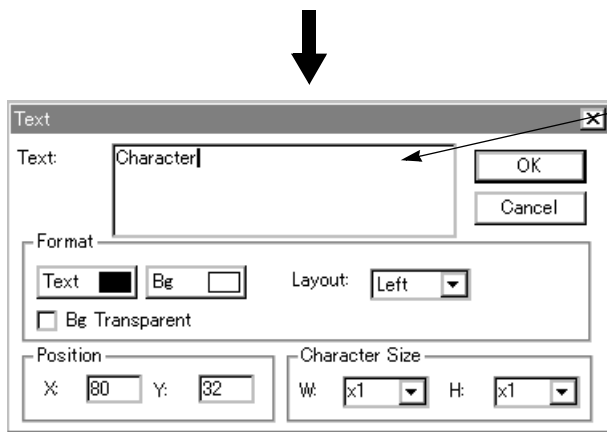 Text
Text: Character OK
Cancel
Format
Text Bg Layout: Left
Bg Transparent
Position Character Size
X: 80 Y: 32 W: x1 H: x1